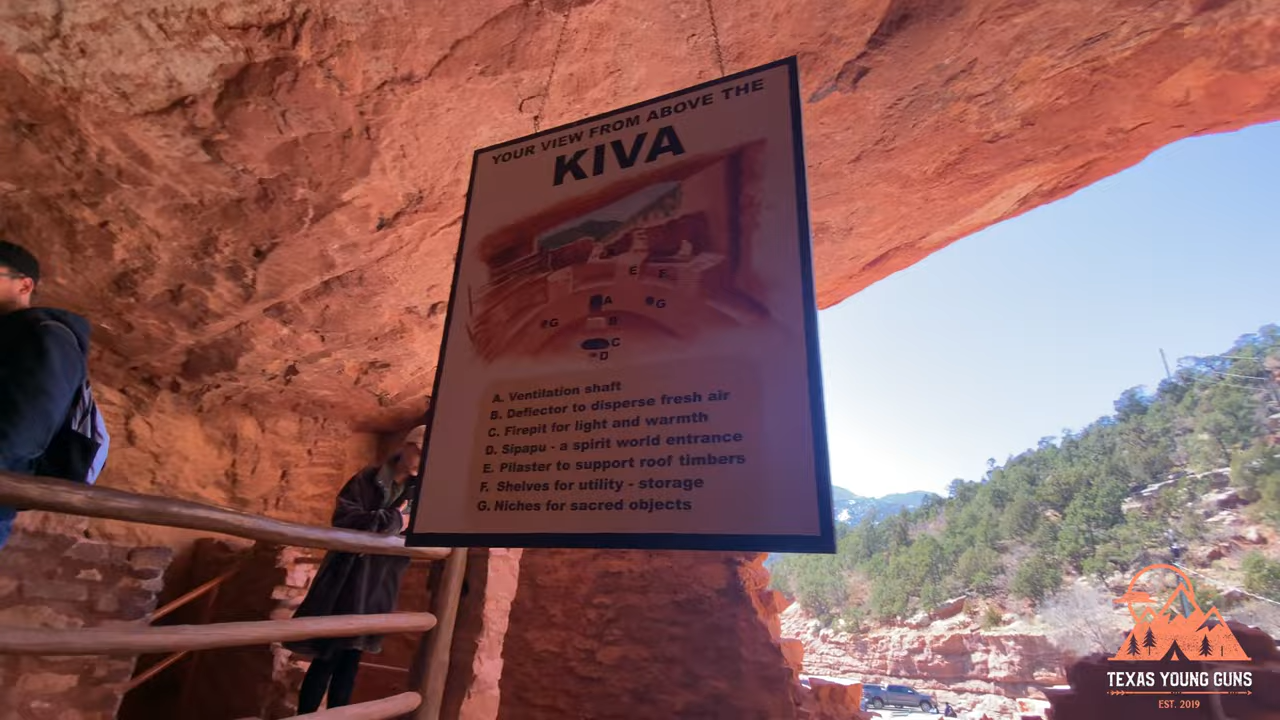 YOUR VIEW FROM ABOVE THE
KIVA
E F
A G
G B
C
D
A. Ventilation shaft
B. Deflector to disperse fresh air
C. Firepit for light and warmth
D. Sipapu - a spirit world entrance
E. Pilaster to support roof timbers
F. Shelves for utility - storage
G. Niches for sacred objects
TEXAS YOUNG GUNS
EST. 2019